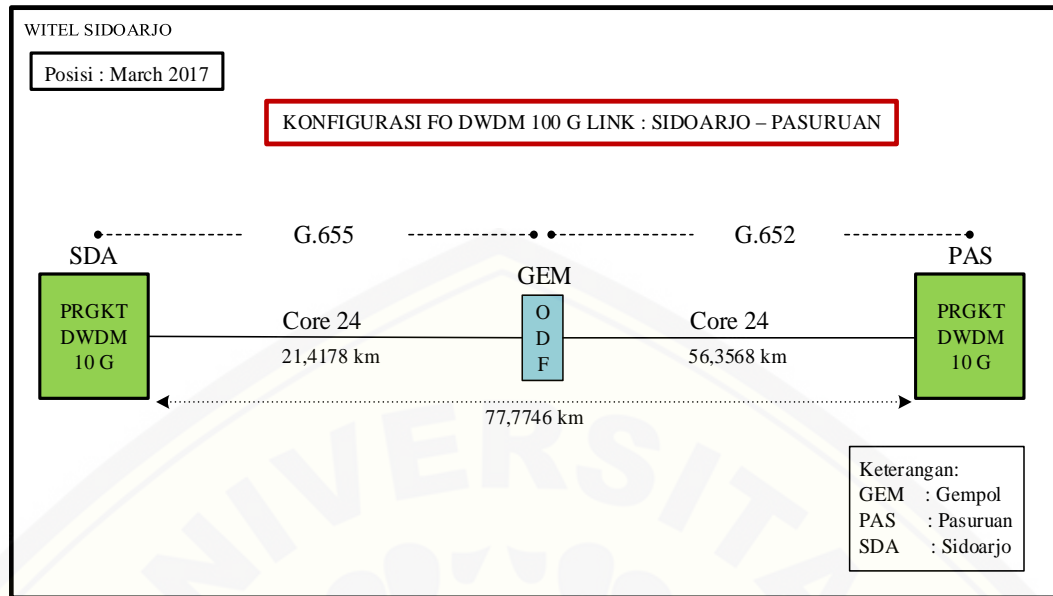 WITEL SIDOARJO
Posisi : March 2017
KONFIGURASI FO DWDM 100 G LINK : SIDOARJO – PASURUAN
G.655
G.652
SDA
GEM
PAS
PRGKT
DWDM
10 G
Core 24
21,4178 km
O
D
F
Core 24
56,3568 km
PRGKT
DWDM
10 G
77,7746 km
Keterangan:
GEM : Gempol
PAS : Pasuruan
SDA : Sidoarjo
NIVERSITA